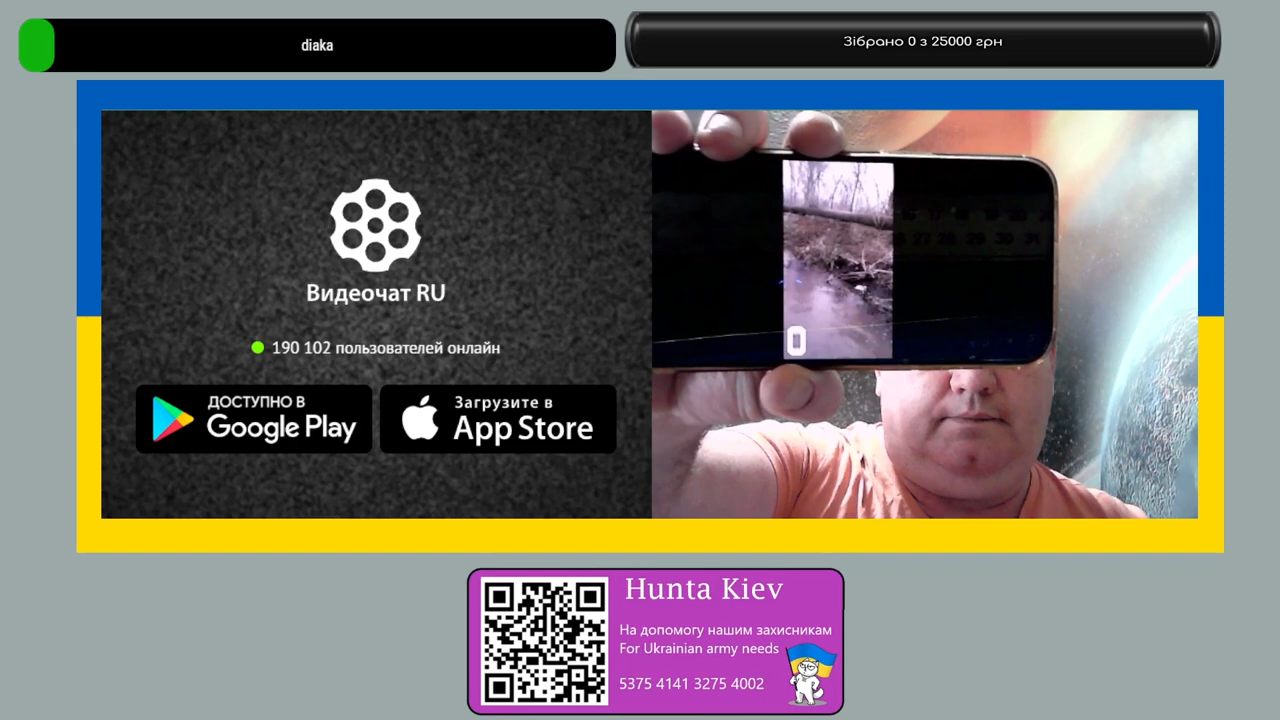 diaka
Зібрано 0 з 25000 грн
Видеочат RU
190 102 пользователей онлайн
ДОСТУПНО В
Google Play
Загрузите в
App Store
Hunta Kiev
На допомогу нашим захисникам
For Ukrainian army needs
5375 4141 3275 4002